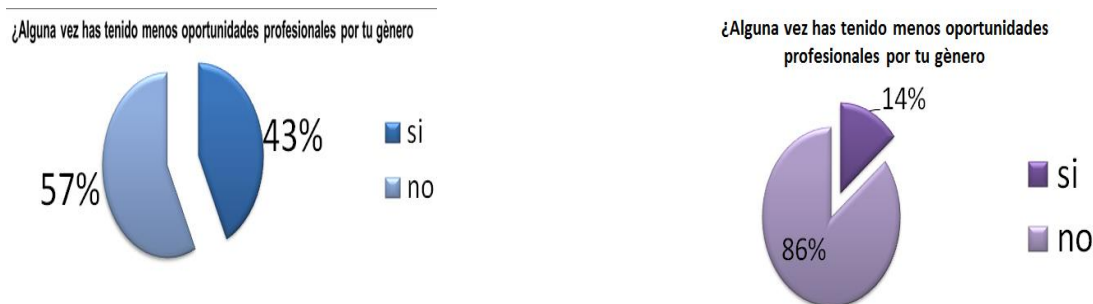 ¿Alguna vez has tenido menos oportunidades profesionales por tu gènero
43%
57%
si
no
¿Alguna vez has tenido menos oportunidades
profesionales por tu gènero
14%
86%
si
no